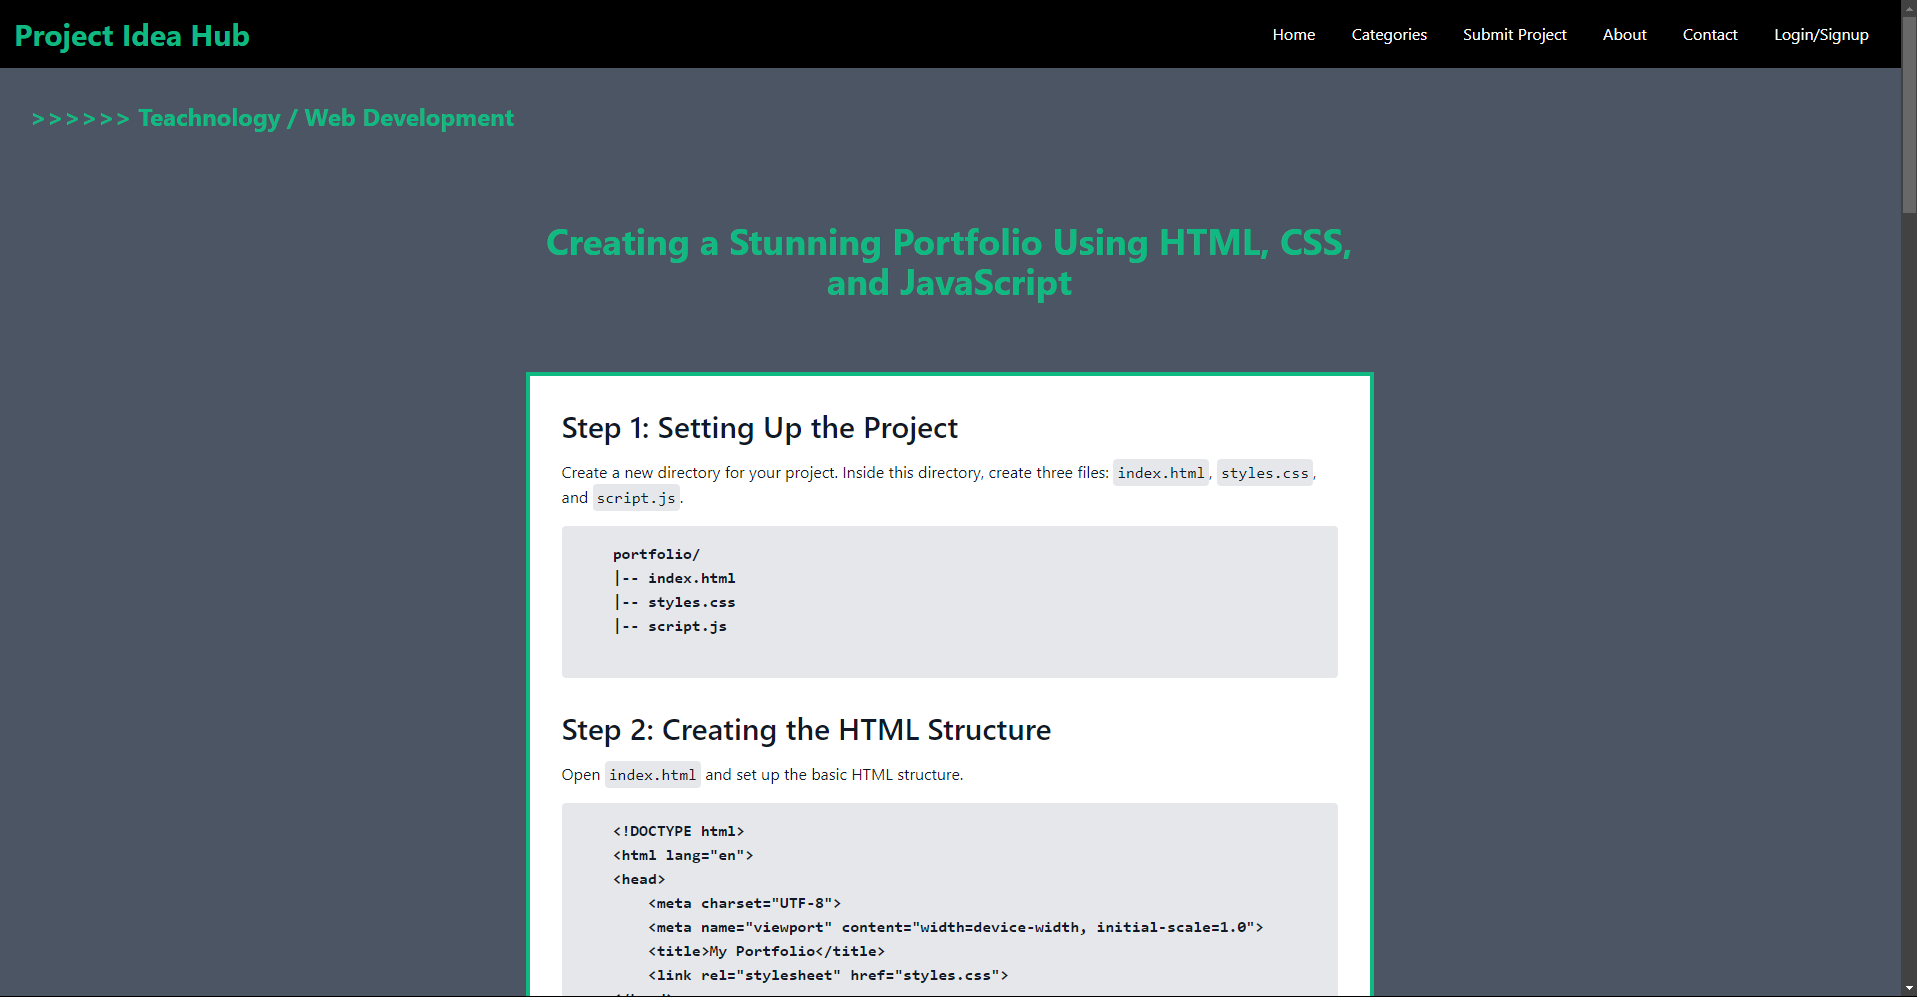 Project Idea Hub
Home Categories Submit Project About Contact Login/Signup
>>>>>> Teachnology / Web Development
Creating a Stunning Portfolio Using HTML, CSS,
and JavaScript
Step 1: Setting Up the Project
Create a new directory for your project. Inside this directory, create three files: index.html, styles.css,
and script.js.
portfolio/
|-- index.html
|-- styles.css
|-- script.js
Step 2: Creating the HTML Structure
Open index.html and set up the basic HTML structure.
<!DOCTYPE html>
<html lang="en">
<head>
<meta charset="UTF-8">
<meta name="viewport" content="width=device-width, initial-scale=1.0">
<title>My Portfolio</title>
<link rel="stylesheet" href="styles.css">